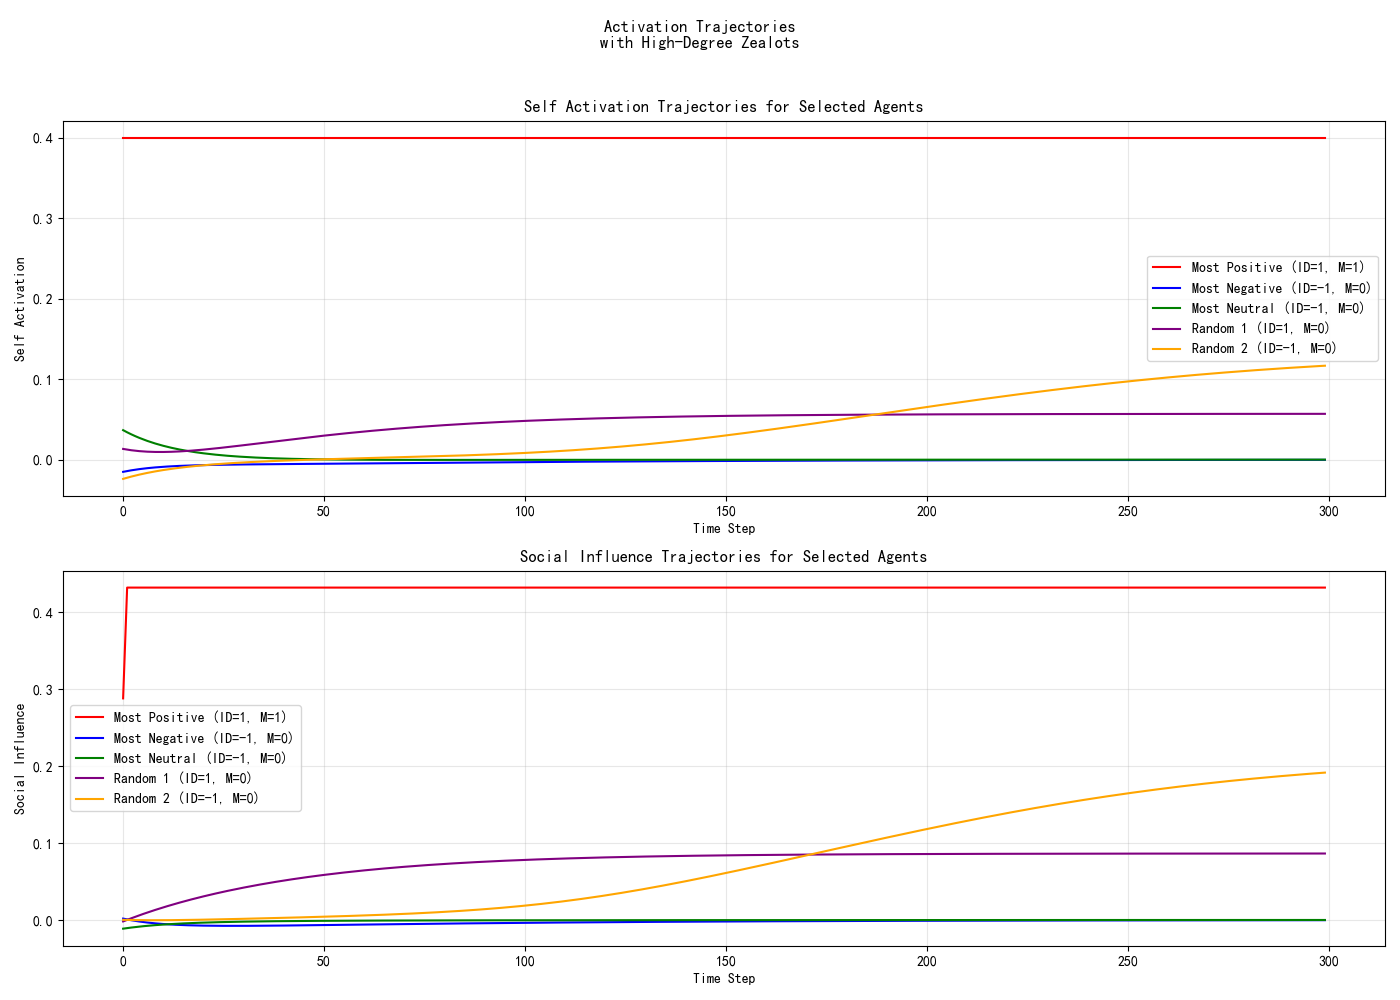 Activation Trajectories
with High-Degree Zealots
Self Activation Trajectories for Selected Agents
Self Activation
0.4
0.3
0.2
0.1
0.0
Most Positive (ID=1, M=1)
Most Negative (ID=-1, M=0)
Most Neutral (ID=-1, M=0)
Random 1 (ID=1, M=0)
Random 2 (ID=-1, M=0)
0 50 100 150 200 250 300
Time Step
Social Influence Trajectories for Selected Agents
Social Influence
0.4
0.3
0.2
0.1
0.0
Most Positive (ID=1, M=1)
Most Negative (ID=-1, M=0)
Most Neutral (ID=-1, M=0)
Random 1 (ID=1, M=0)
Random 2 (ID=-1, M=0)
0 50 100 150 200 250 300
Time Step